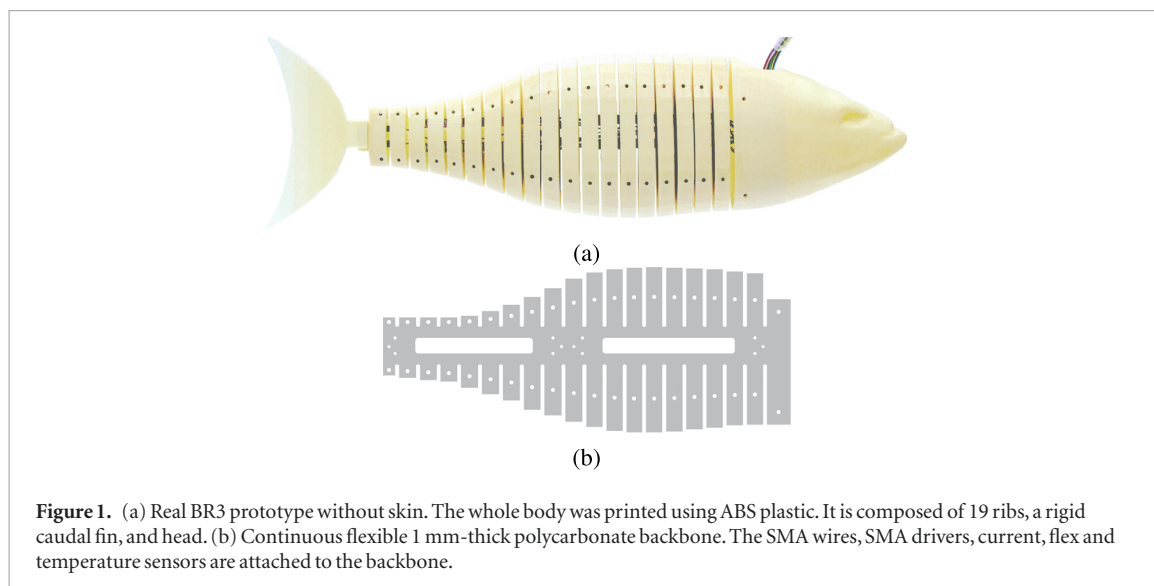 (a)
(b)
Figure 1. (a) Real BR3 prototype without skin. The whole body was printed using ABS plastic. It is composed of 19 ribs, a rigid
caudal fin, and head. (b) Continuous flexible 1 mm-thick polycarbonate backbone. The SMA wires, SMA drivers, current, flex and
temperature sensors are attached to the backbone.